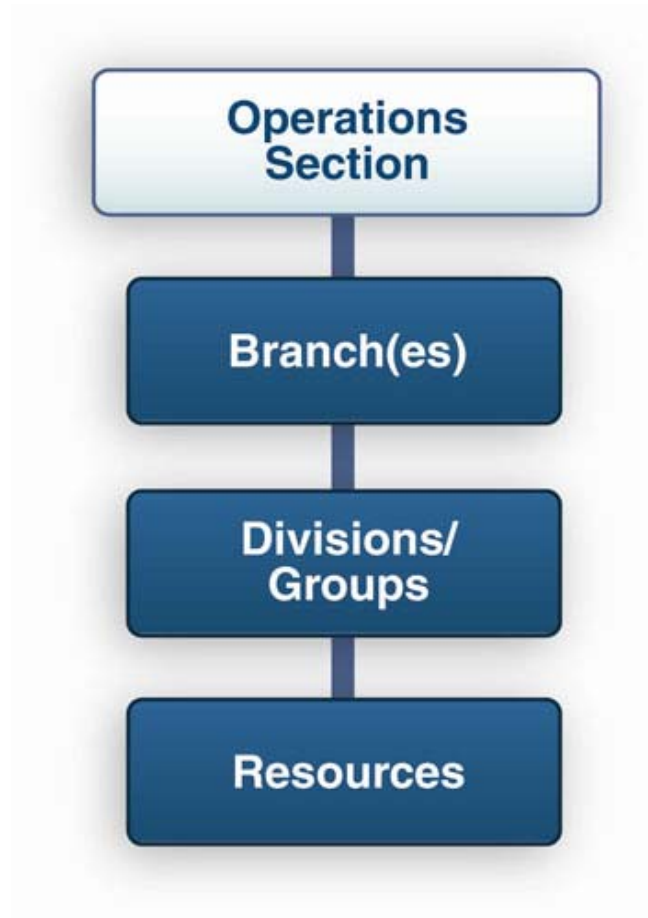 Operations
Section
Branch(es)
Divisions/
Groups
Resources